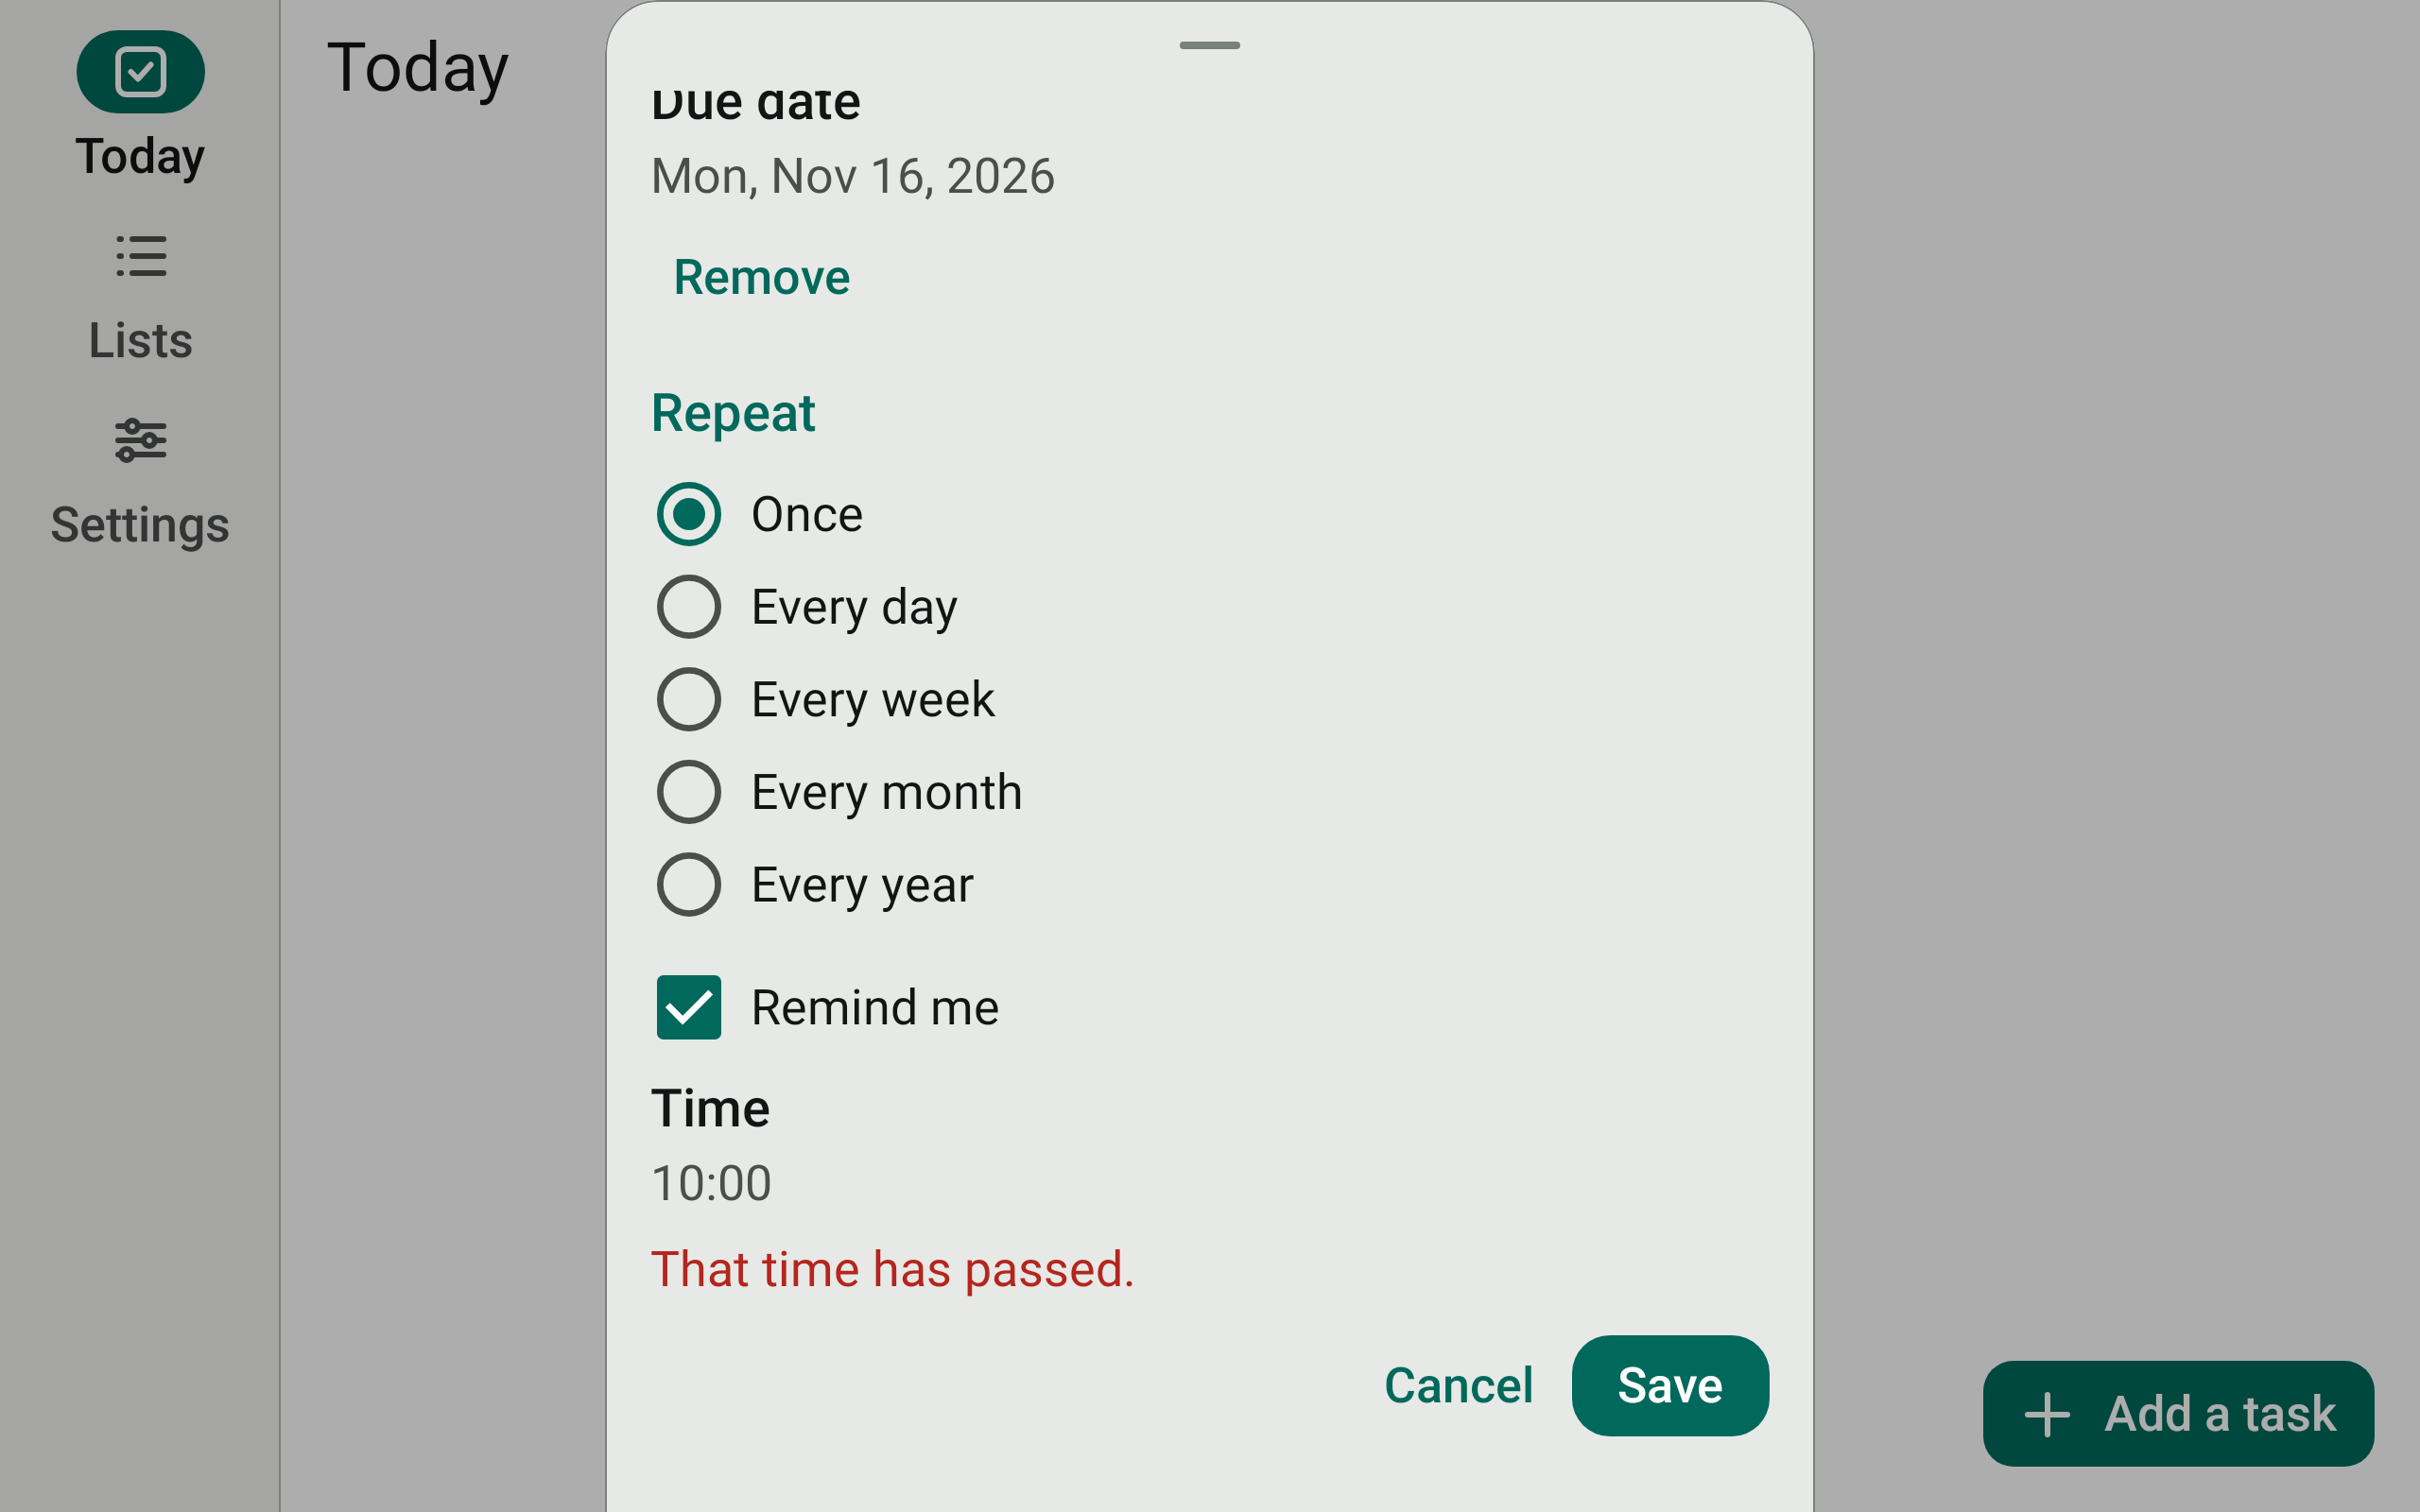 Today
Lists
Settings
Today
Due date
Mon, Nov 16, 2026
Remove
Repeat
Once
Every day
Every week
Every month
Every year
Remind me
Time
10:00
That time has passed.
Cancel
Save
Add a task